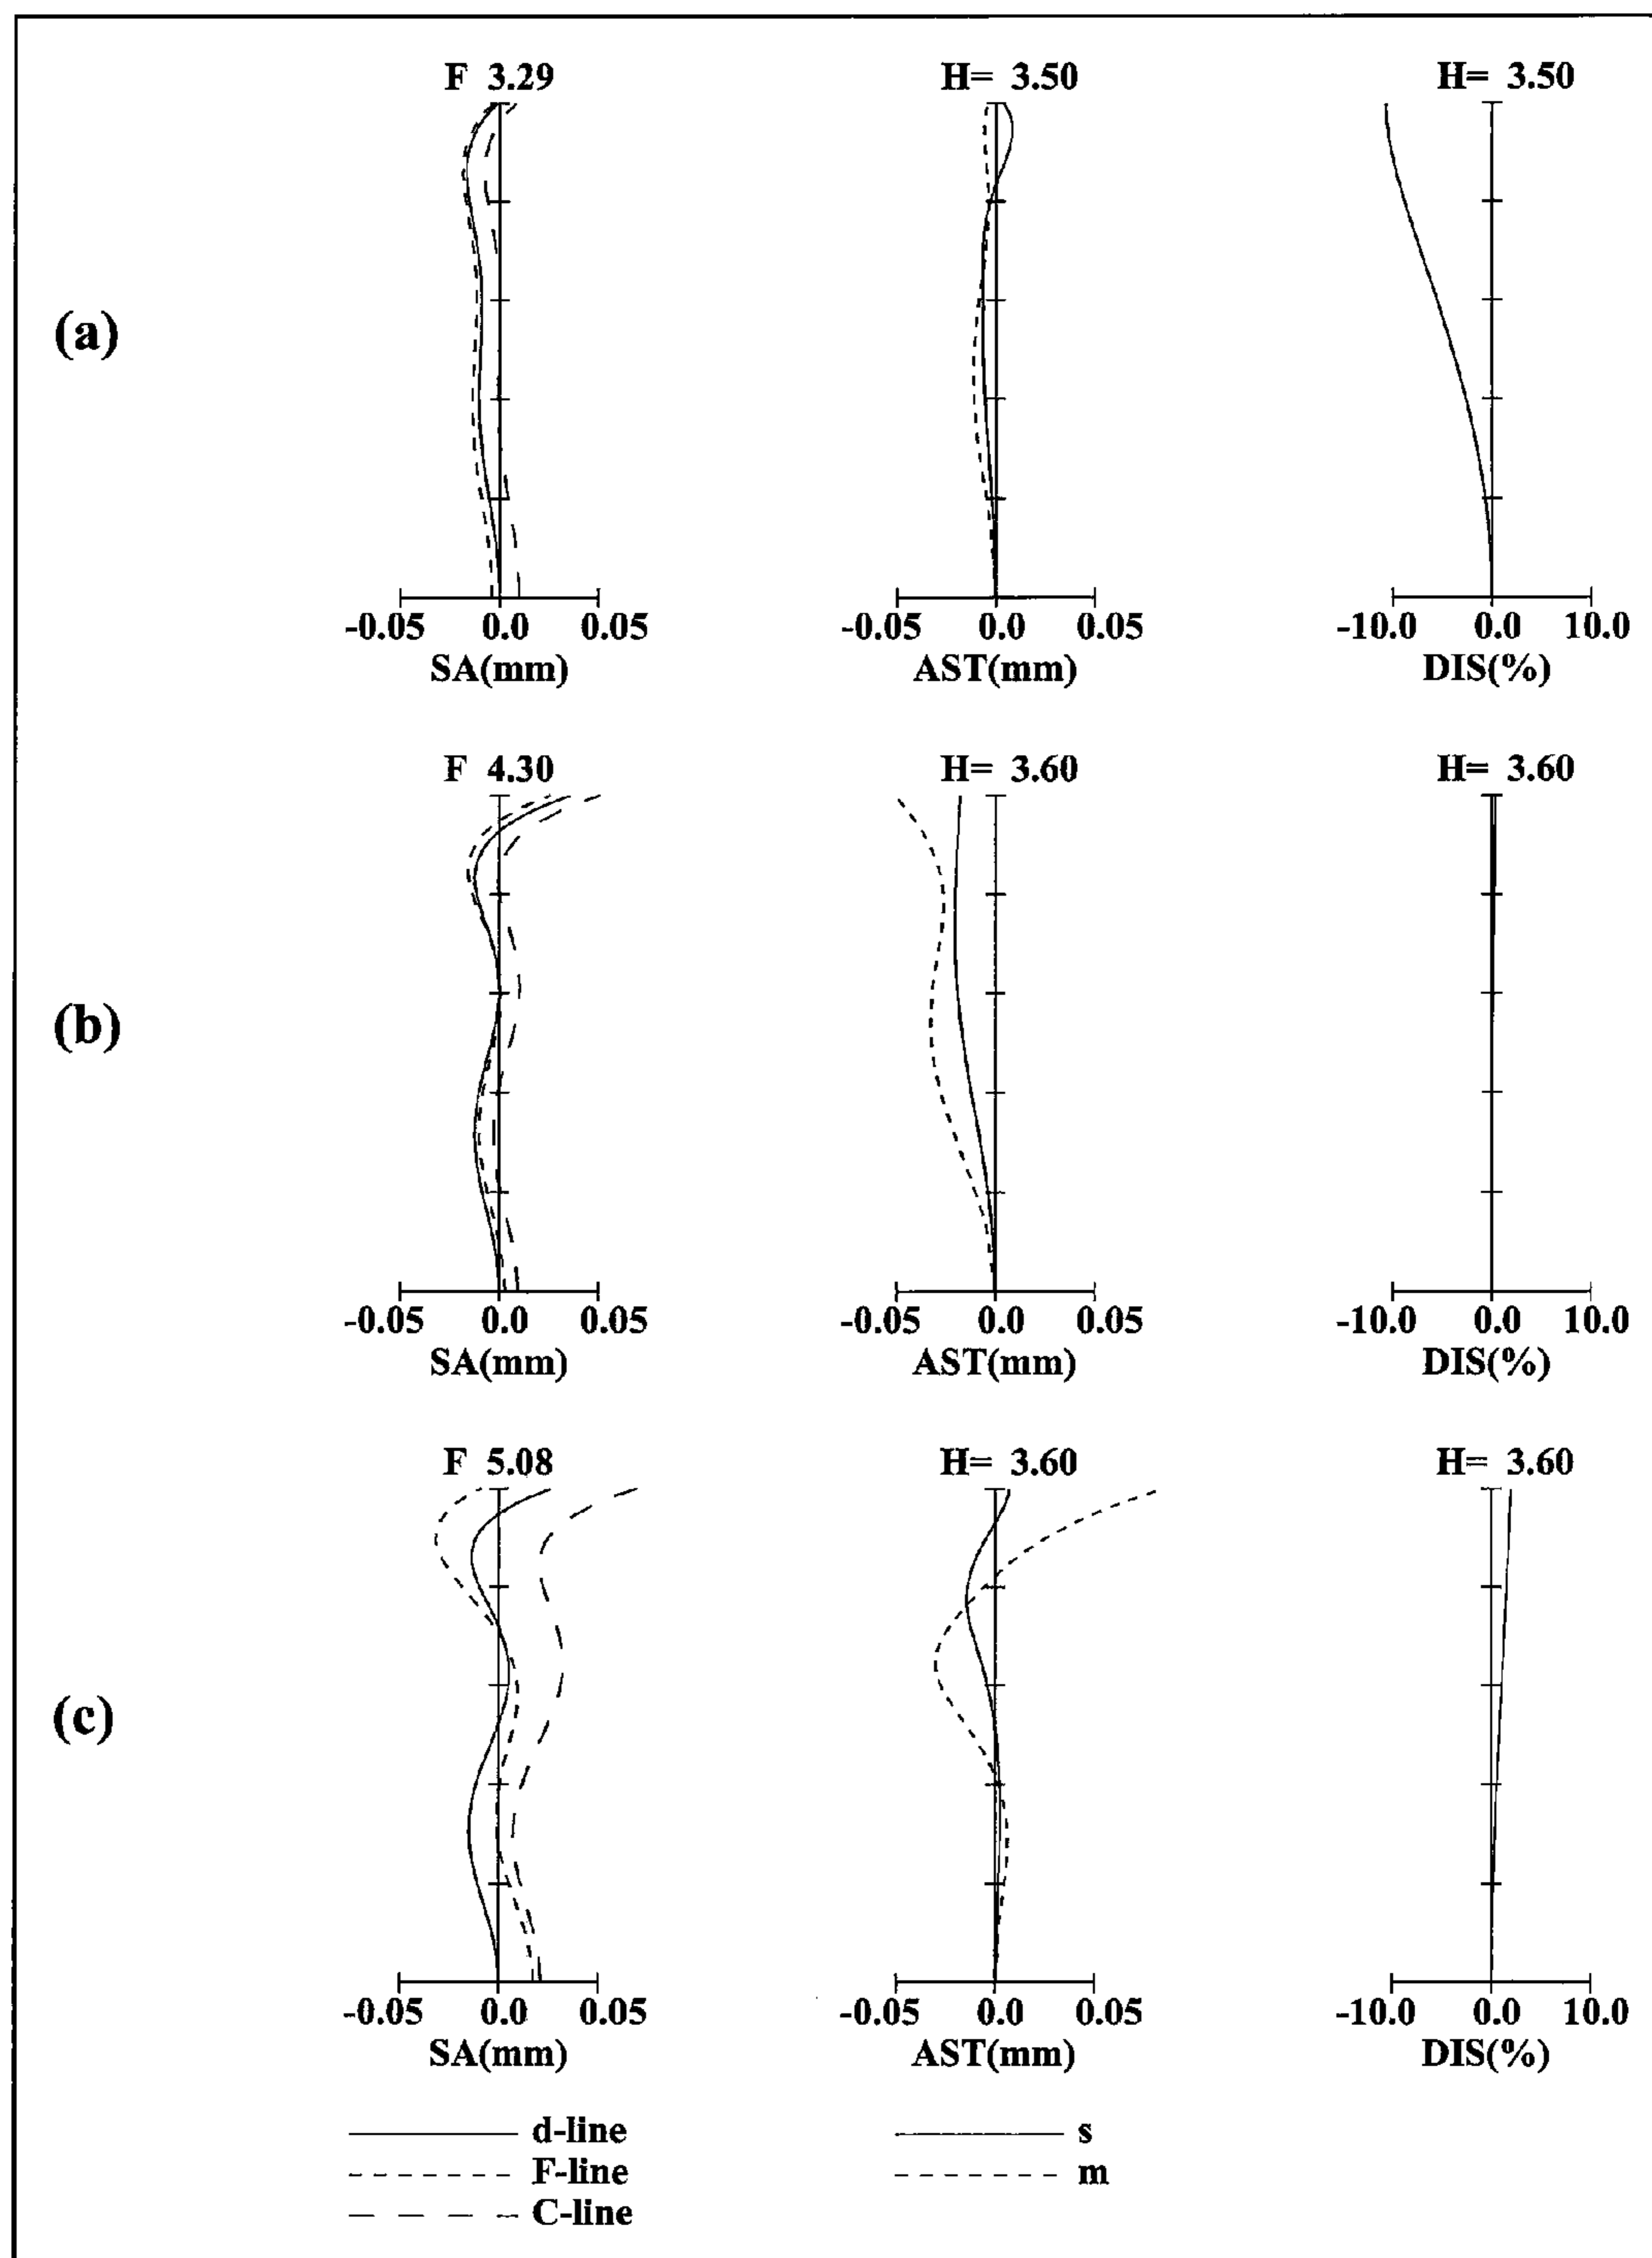 F 3.29 H= 3.50 H= 3.50
(a)
-0.05 0.0 0.05 -0.05 0.0 0.05 -10.0 0.0 10.0
SA(mm) AST(mm) DIS(%)
F 4.30 H= 3.60 H= 3.60
(b)
-0.05 0.0 0.05 -0.05 0.0 0.05 -10.0 0.0 10.0
SA(mm) AST(mm) DIS(%)
F 5.08 H= 3.60 H= 3.60
(c)
-0.05 0.0 0.05 -0.05 0.0 0.05 -10.0 0.0 10.0
SA(mm) AST(mm) DIS(%)
d-line s
F-line m
C-line